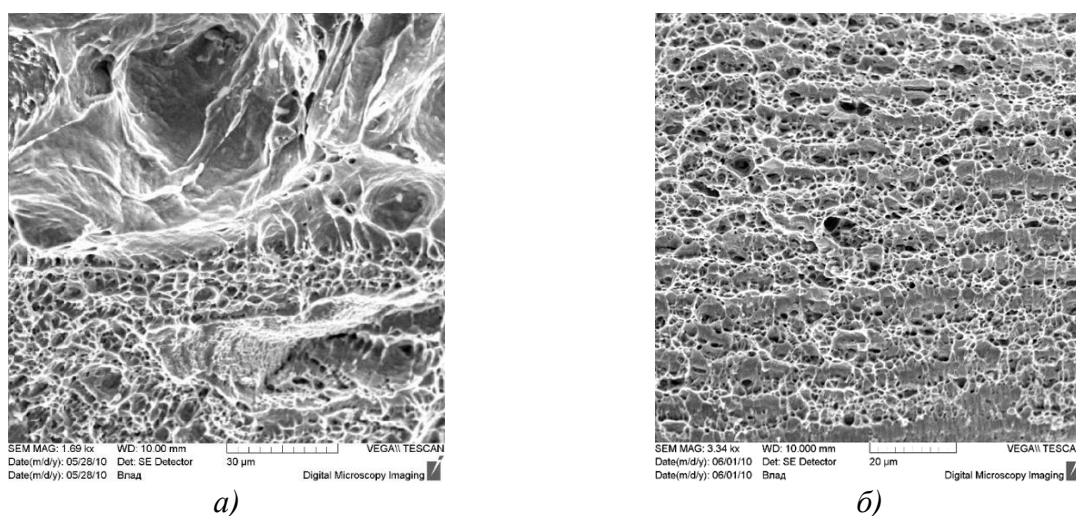 SEM MAG: 1.69 kx WD: 10.00 mm VEGA\\ TESCAN
Date(m/d/y): 05/28/10 Det: SE Detector 30 µm
Date(m/d/y): 05/28/10 Влад Digital Microscopy Imaging
а)
SEM MAG: 3.34 kx WD: 10.000 mm VEGA\\ TESCAN
Date(m/d/y): 06/01/10 Det: SE Detector 20 µm
Date(m/d/y): 06/01/10 Влад Digital Microscopy Imaging
б)